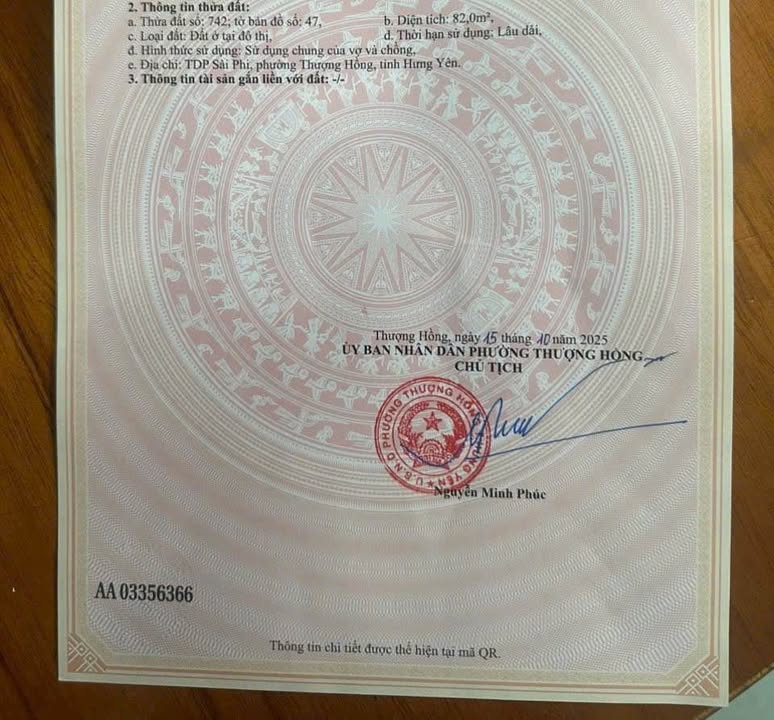 2. Thông tin thửa đất:
a. Thửa đất số: 742; tờ bản đồ số: 47, b. Diện tích: 82,0m²,
c. Loại đất: Đất ở tại đô thị, d. Thời hạn sử dụng: Lâu dài,
đ. Hình thức sử dụng: Sử dụng chung của vợ và chồng,
e. Địa chỉ: TDP Sài Phi, phường Thượng Hồng, tỉnh Hưng Yên.
3. Thông tin tài sản gắn liền với đất: -/-
Thượng Hồng, ngày 15 tháng 10 năm 2025
ỦY BAN NHÂN DÂN PHƯỜNG THƯỢNG HỒNG
CHỦ TỊCH
U.B.N.D PHƯỜNG THƯỢNG HỒNG
Nguyễn Minh Phúc
AA 03356366
Thông tin chi tiết được thể hiện tại mã QR.